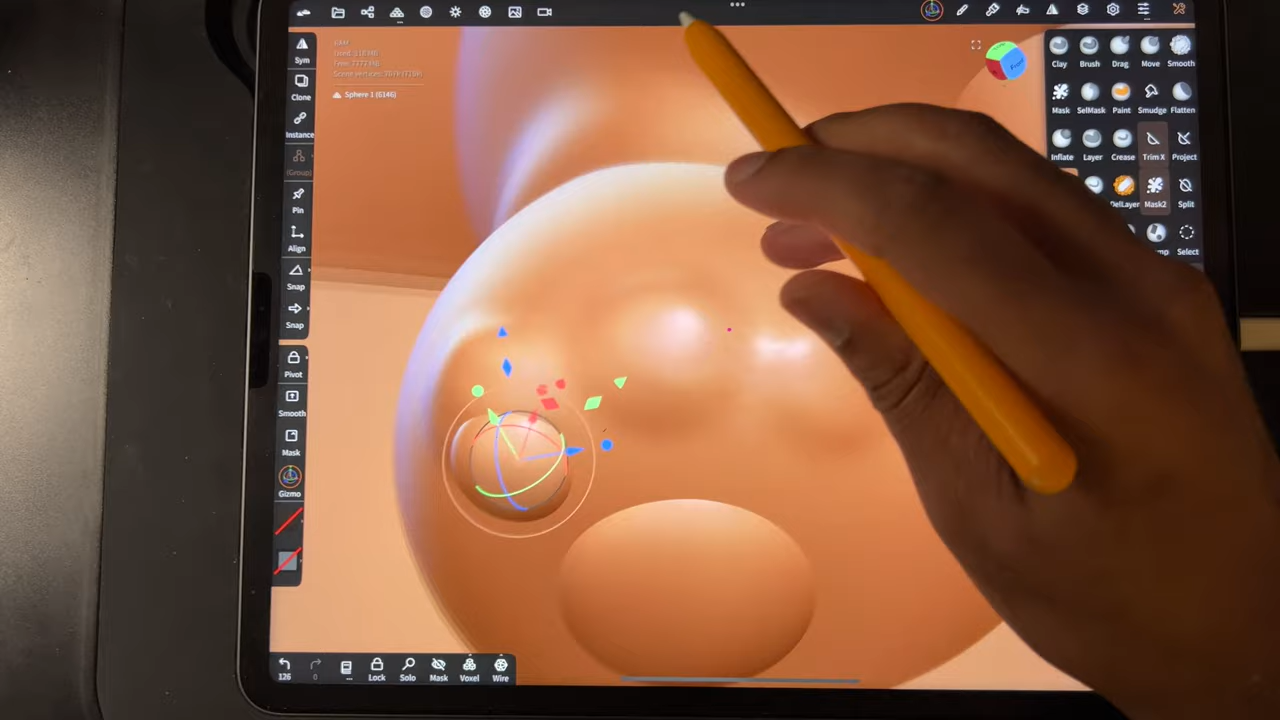 Sym
Clone
Instance
(Group)
Pin
Align
Snap
Snap
Pivot
Smooth
Mask
Gizmo
Sphere 1 (6146)
Front
Clay
Brush
Drag
Move
Smooth
Mask
SelMask
Paint
Smudge
Flatten
Inflate
Layer
Crease
Trim X
Project
DelLayer
Mask2
Split
Select
126
0
Lock
Solo
Mask
Voxel
Wire